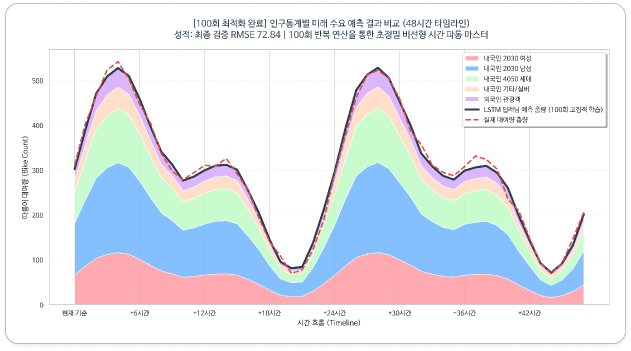 [100회 최적화 완료] 인구통계별 미래 수요 예측 결과 비교 (48시간 타임라인)
성적: 최종 검증 RMSE 72.84 | 100회 반복 연산을 통한 초정밀 비선형 시간 파동 마스터
내국인 2030 여성
내국인 2030 남성
내국인 4050 세대
내국인 기타/실버
외국인 관광객
LSTM 딥러닝 예측 총량 (100회 고정적 학습)
실제 대여량 총량
따릉이 대여량 (Bike Count)
500
400
300
200
100
0
현재 기준
+6시간
+12시간
+18시간
+24시간
+30시간
+36시간
+42시간
시간 흐름 (Timeline)